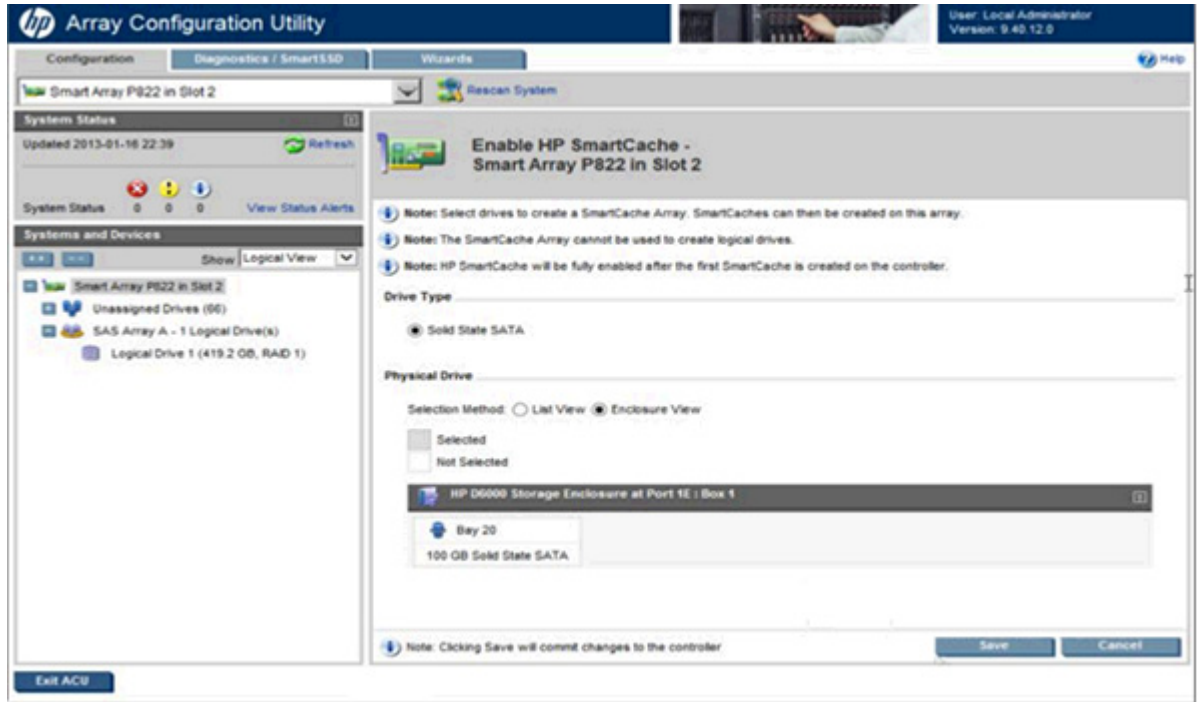 hp Array Configuration Utility
User: Local Administrator
Version: 9.40.12.0
Configuration
Diagnostics / SmartSSD
Wizards
Help
Smart Array P822 in Slot 2
Rescan System
System Status
Updated 2013-01-16 22:39
Refresh
System Status 0 0 0 View Status Alerts
Systems and Devices
Show Logical View
Smart Array P822 in Slot 2
Unassigned Drives (66)
SAS Array A - 1 Logical Drive(s)
Logical Drive 1 (419.2 GB, RAID 1)
Enable HP SmartCache -
Smart Array P822 in Slot 2
Note: Select drives to create a SmartCache Array. SmartCaches can then be created on this array.
Note: The SmartCache Array cannot be used to create logical drives.
Note: HP SmartCache will be fully enabled after the first SmartCache is created on the controller.
Drive Type
Solid State SATA
Physical Drive
Selection Method: List View Enclosure View
Selected
Not Selected
HP D6000 Storage Enclosure at Port 1E : Box 1
Bay 20
100 GB Solid State SATA
Note: Clicking Save will commit changes to the controller
Save
Cancel
Exit ACU